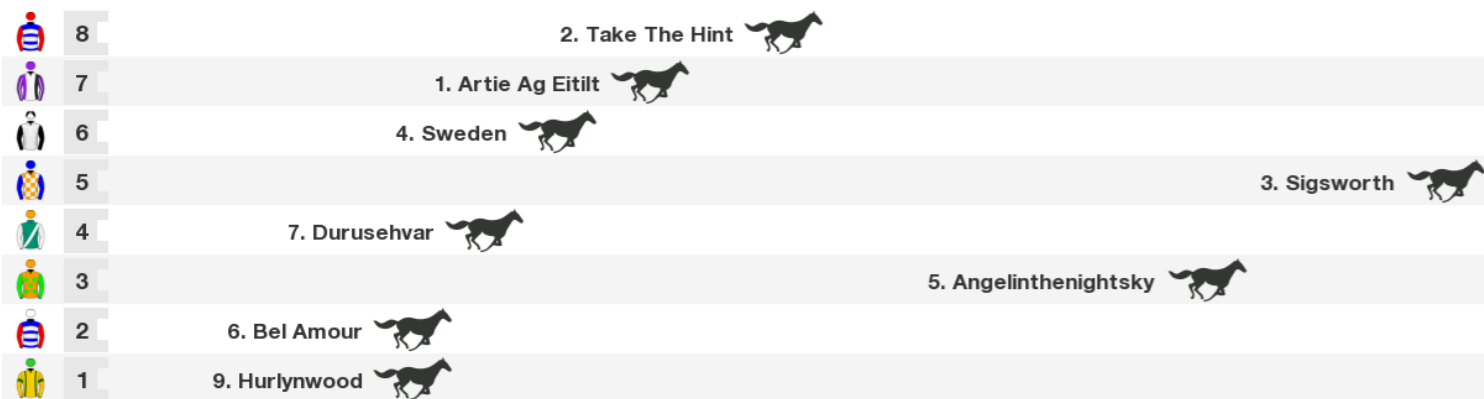 8 2. Take The Hint
7 1. Artie Ag Eitilt
6 4. Sweden
5 3. Sigsworth
4 7. Durusehvar
3 5. Angelinthenightsky
2 6. Bel Amour
1 9. Hurlynwood